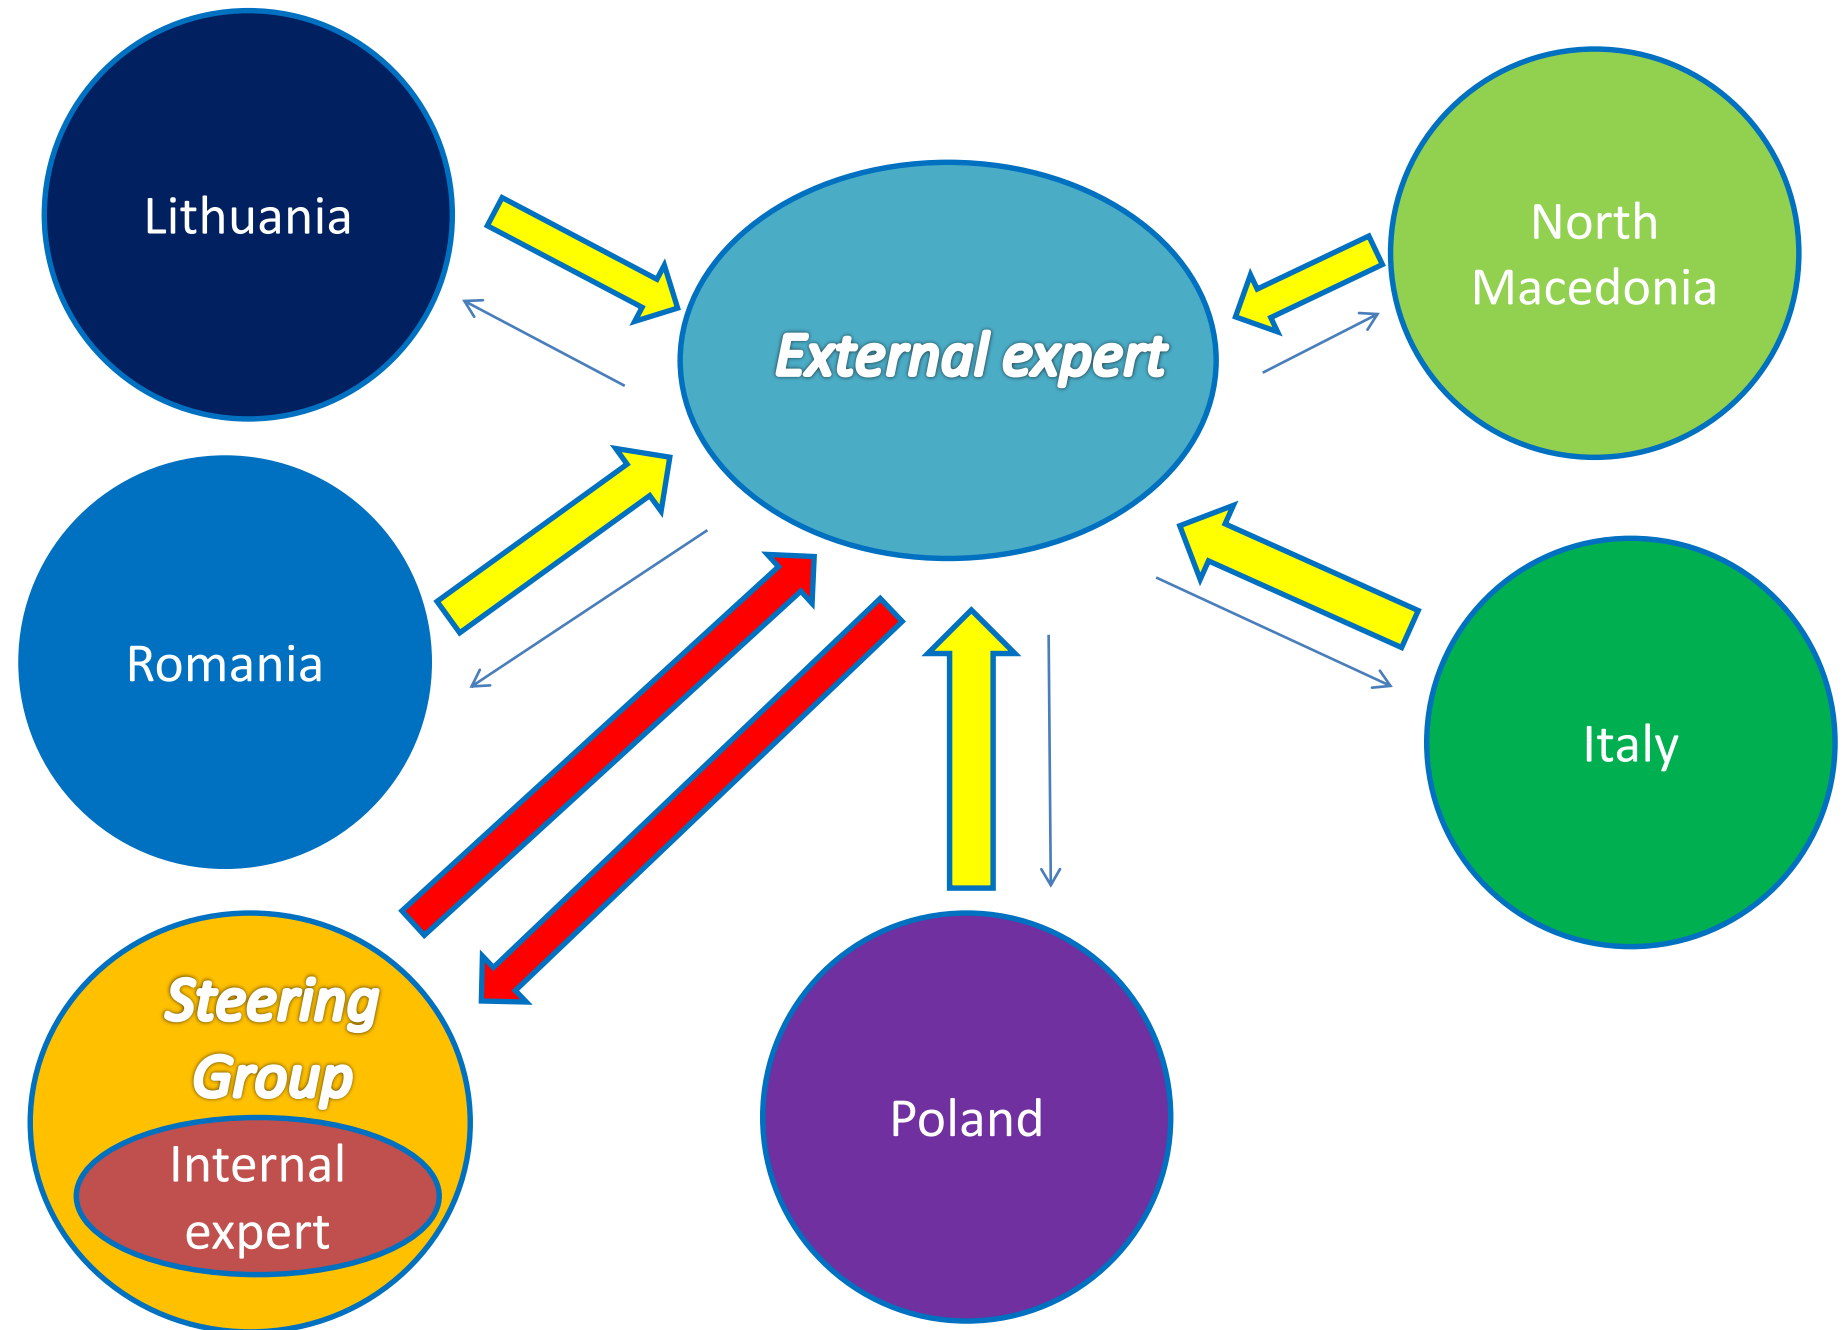 Lithuania
North
Macedonia
External expert
Romania
Italy
Steering
Group
Internal
expert
Poland